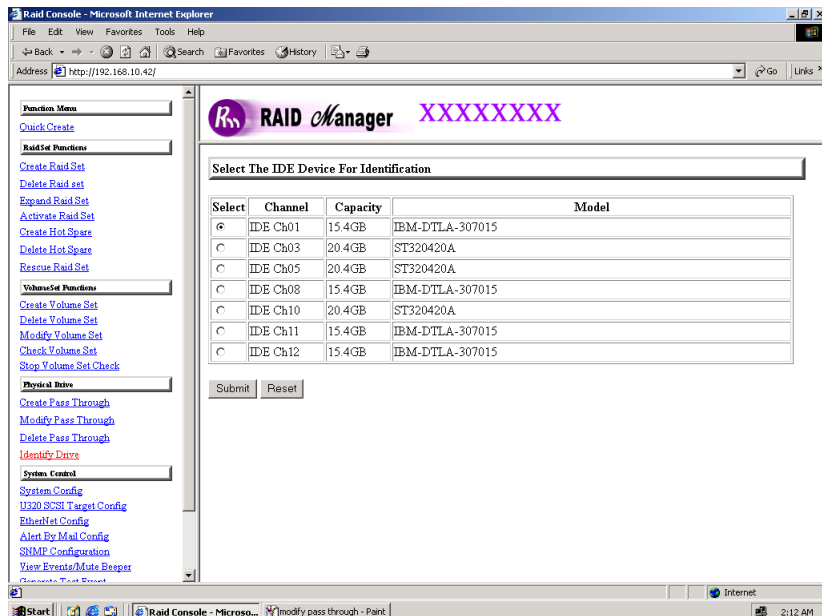 Raid Console - Microsoft Internet Explorer
File Edit View Favorites Tools Help
Back Search Favorites History
Address http://192.168.10.42/ Go Links
Function Menu
Quick Create
RaidSet Functions
Create Raid Set
Delete Raid set
Expand Raid Set
Activate Raid Set
Create Hot Spare
Delete Hot Spare
Rescue Raid Set
VolumeSet Functions
Create Volume Set
Delete Volume Set
Modify Volume Set
Check Volume Set
Stop Volume Set Check
Physical Drive
Create Pass Through
Modify Pass Through
Delete Pass Through
Identify Drive
System Control
System Config
U320 SCSI Target Config
EtherNet Config
Alert By Mail Config
SNMP Configuration
View Events/Mute Beeper
Generate Test Event
RAID Manager XXXXXXXX
Select The IDE Device For Identification
Select Channel Capacity Model
IDE Ch01 15.4GB IBM-DTLA-307015
IDE Ch03 20.4GB ST320420A
IDE Ch05 20.4GB ST320420A
IDE Ch08 15.4GB IBM-DTLA-307015
IDE Ch10 20.4GB ST320420A
IDE Ch11 15.4GB IBM-DTLA-307015
IDE Ch12 15.4GB IBM-DTLA-307015
Submit Reset
Internet
Start Raid Console - Microso... modify pass through - Paint 2:12 AM